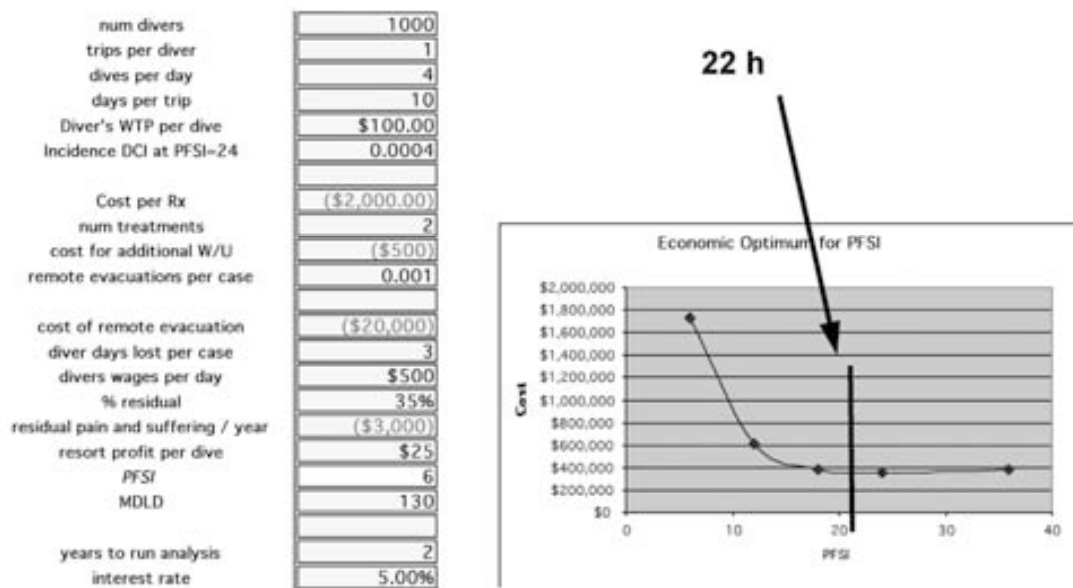 num divers 1000
trips per diver 1
dives per day 4
days per trip 10
Diver's WTP per dive $100.00
Incidence DCI at PFSI=24 0.0004
Cost per Rx ($2,000.00)
num treatments 2
cost for additional W/U ($500)
remote evacuations per case 0.001
cost of remote evacuation ($20,000)
diver days lost per case 3
divers wages per day $500
% residual 35%
residual pain and suffering / year ($3,000)
resort profit per dive $25
PFSI 6
MDLD 130
years to run analysis 2
interest rate 5.00%
22 h
Economic Optimum for PFSI
$2,000,000
$1,800,000
$1,600,000
$1,400,000
$1,200,000
$1,000,000
$800,000
$600,000
$400,000
$200,000
$0
Cost
0 10 20 30 40
PFSI